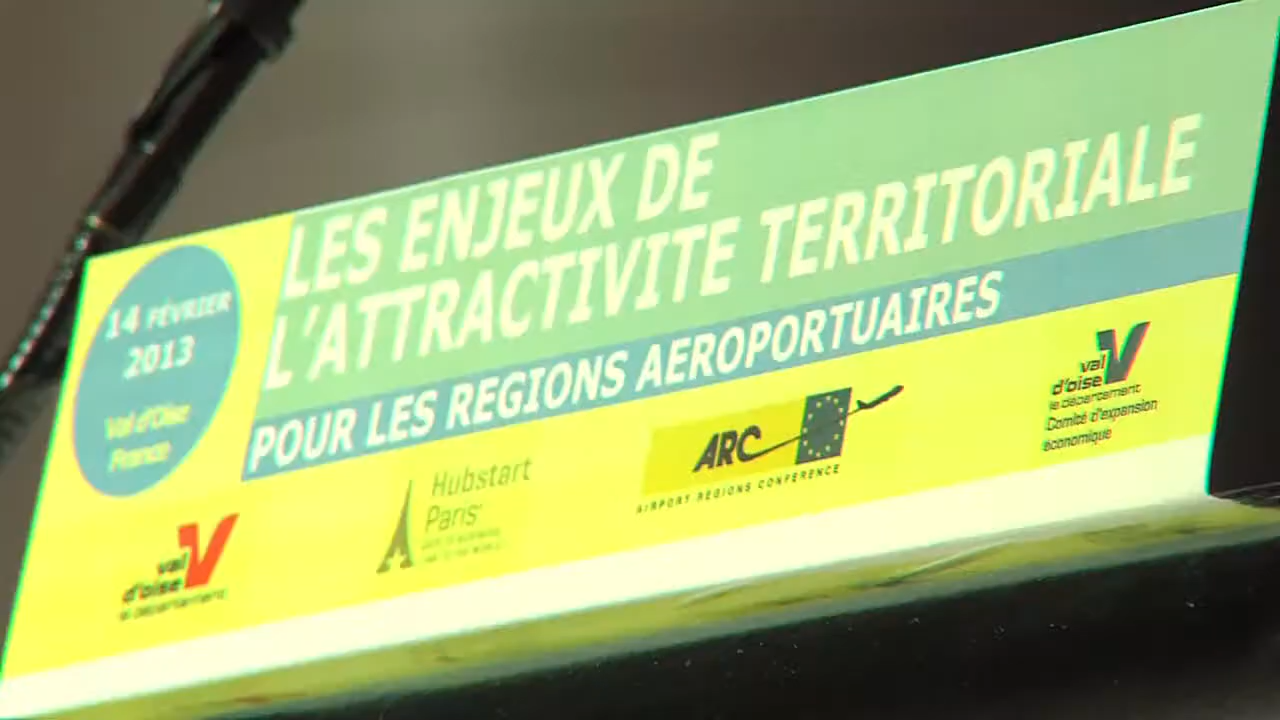 14 FÉVRIER
2013
Val d'Oise
France
LES ENJEUX DE
L'ATTRACTIVITE TERRITORIALE
POUR LES REGIONS AEROPORTUAIRES
val
d'oise
le département
Hubstart
Paris
ARC
AIRPORT REGIONS CONFERENCE
val
d'oise
le département
Comité d'expansion
économique